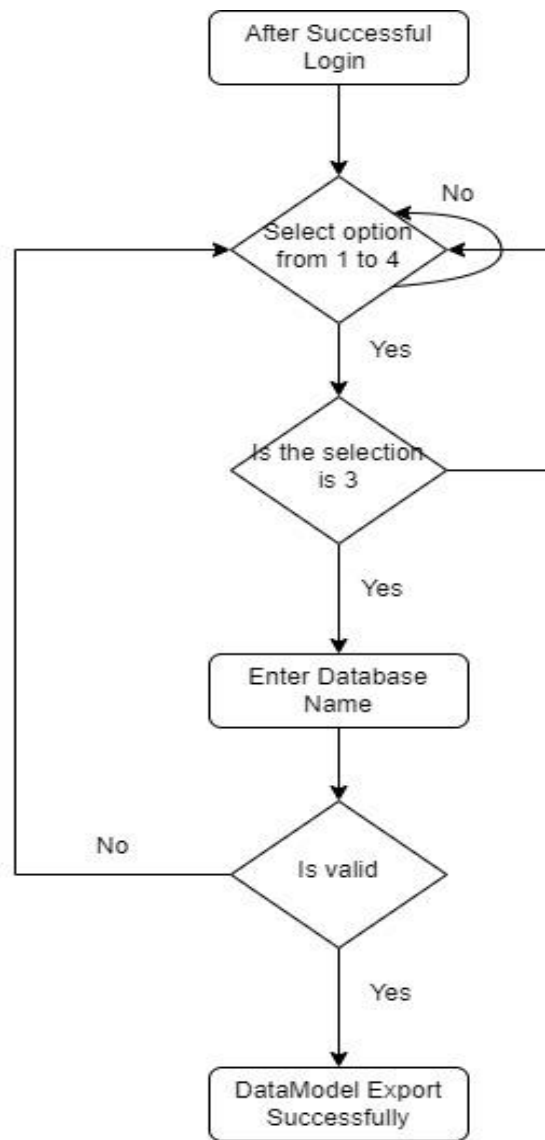 After Successful
Login
No
Select option
from 1 to 4
Yes
Is the selection
is 3
Yes
Enter Database
Name
No
Is valid
Yes
DataModel Export
Successfully